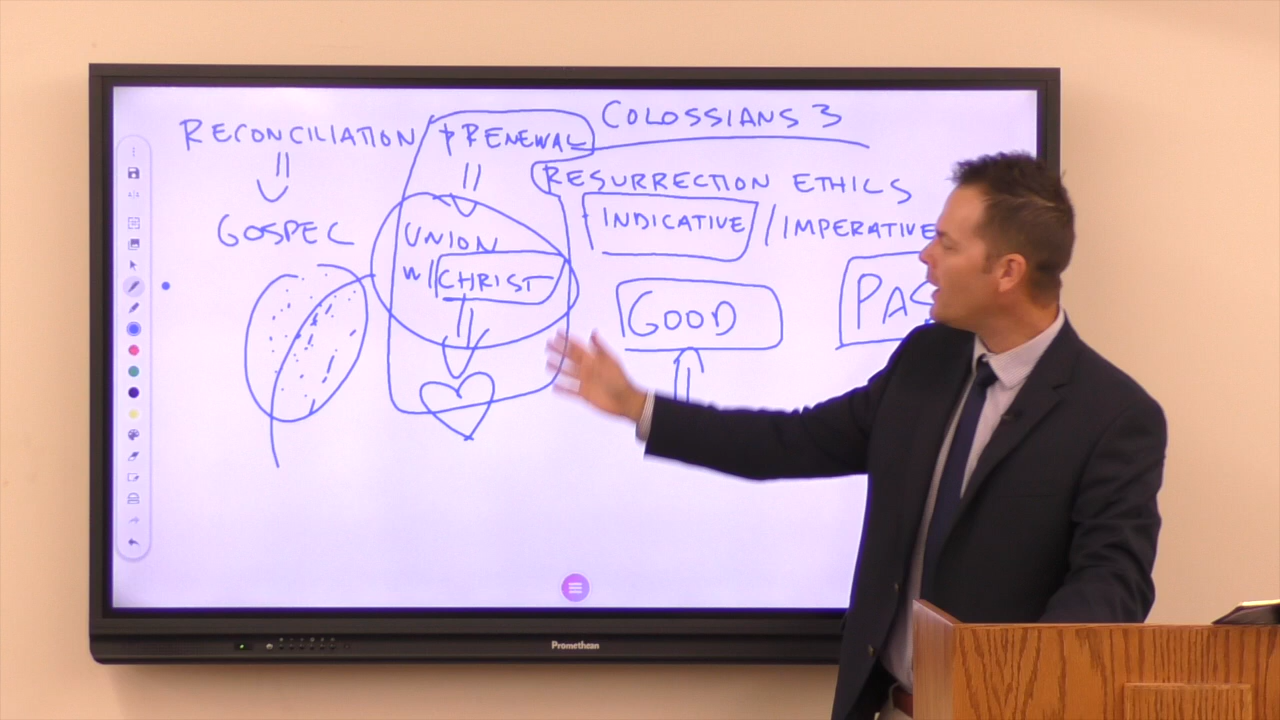 COLOSSIANS 3
RECONCILIATION + RENEWAL
RESURRECTION ETHICS
GOSPEL
UNION
W/ CHRIST
INDICATIVE / IMPERATIVE
GOOD
Promethean